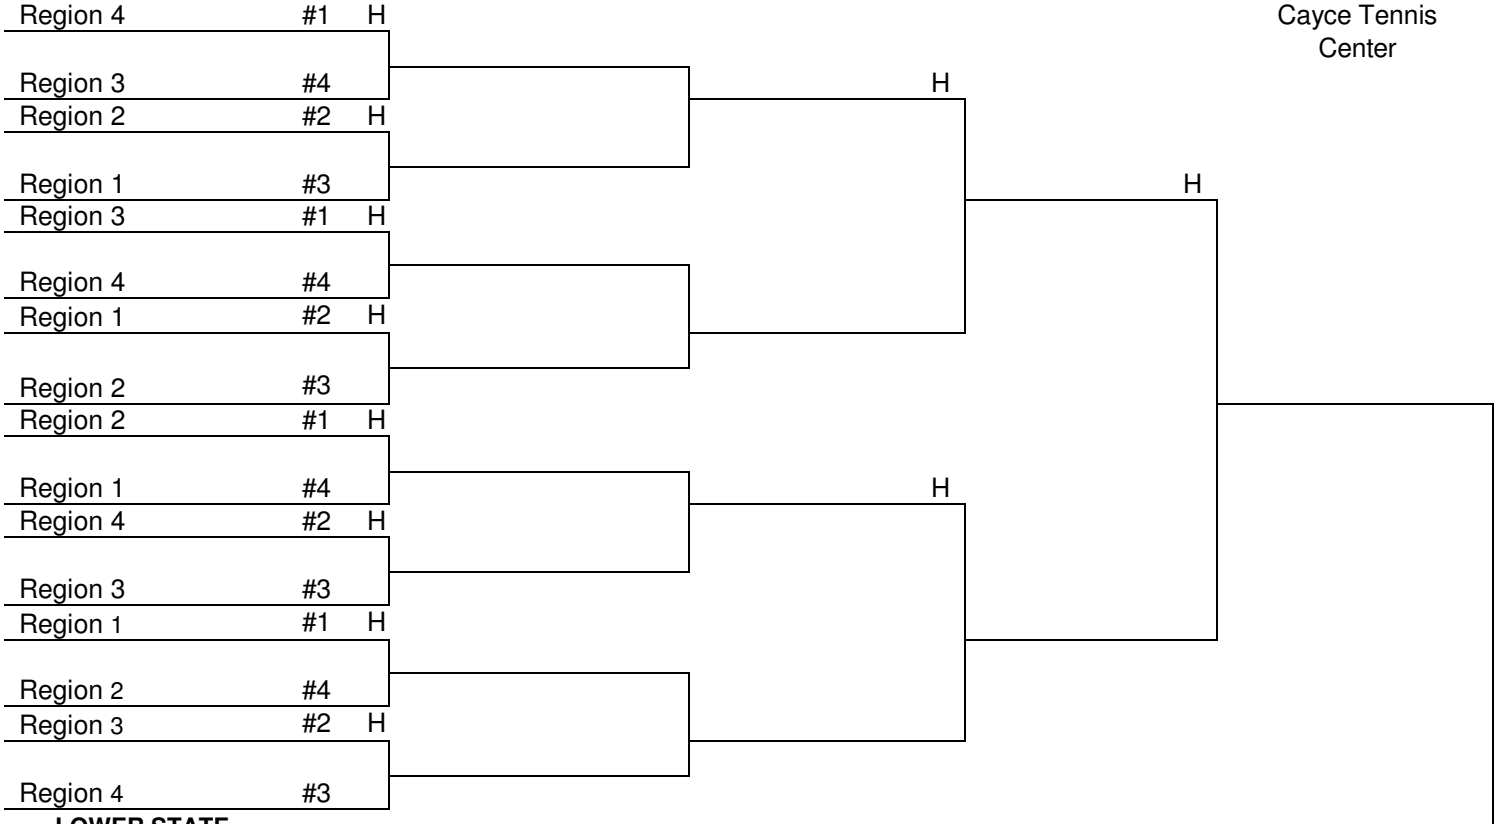 Region 4 #1 H
Cayce Tennis
Center
Region 3 #4
H
Region 2 #2 H
Region 1 #3
H
Region 3 #1 H
Region 4 #4
Region 1 #2 H
Region 2 #3
Region 2 #1 H
Region 1 #4
H
Region 4 #2 H
Region 3 #3
Region 1 #1 H
Region 2 #4
Region 3 #2 H
Region 4 #3
LOWER STATE